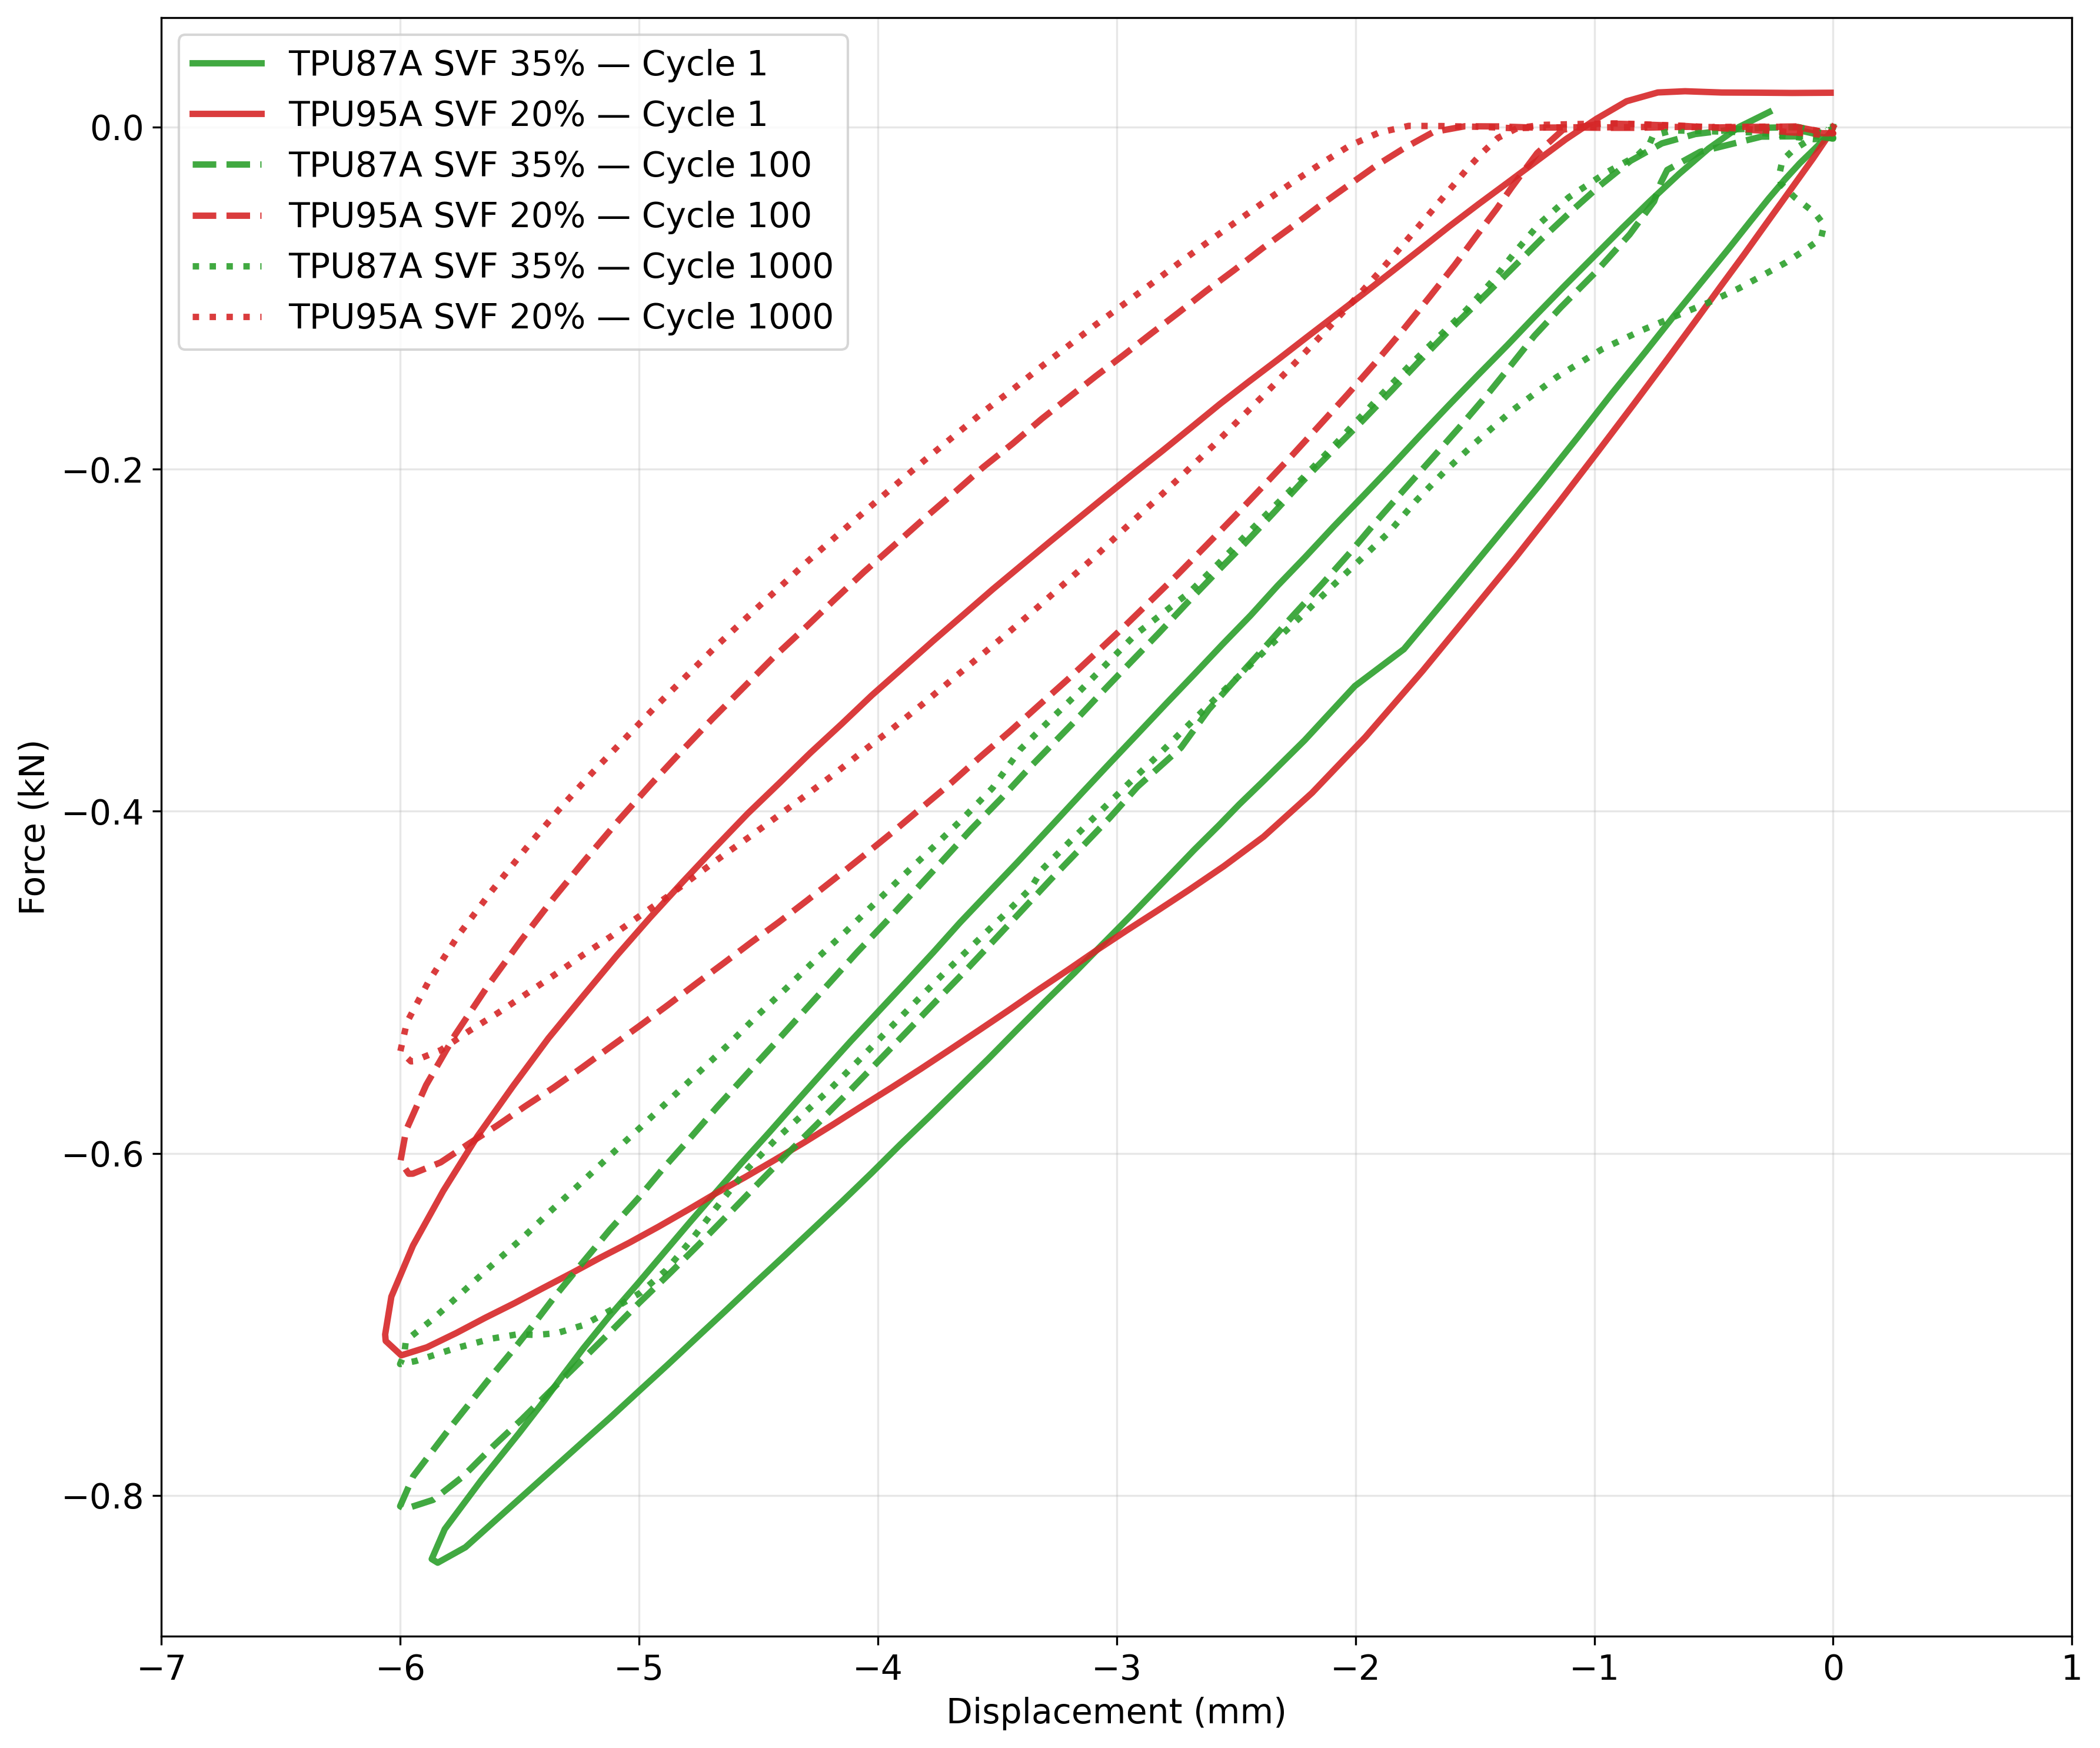 TPU87A SVF 35% — Cycle 1
TPU95A SVF 20% — Cycle 1
TPU87A SVF 35% — Cycle 100
TPU95A SVF 20% — Cycle 100
TPU87A SVF 35% — Cycle 1000
TPU95A SVF 20% — Cycle 1000
0.0
−0.2
−0.4
−0.6
−0.8
Force (kN)
−7 −6 −5 −4 −3 −2 −1 0 1
Displacement (mm)